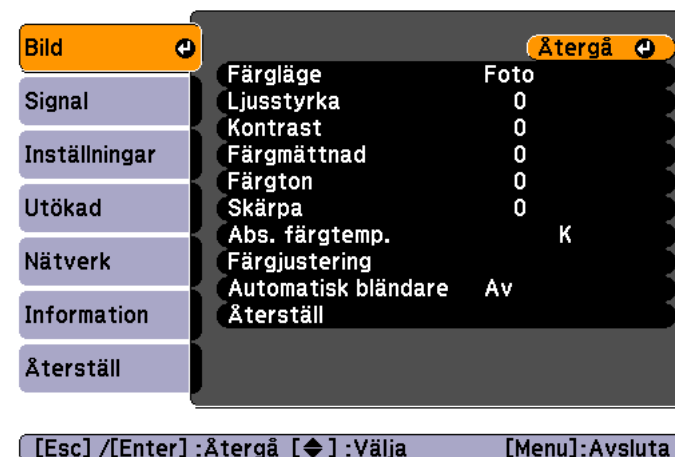 Bild
Signal
Inställningar
Utökad
Nätverk
Information
Återställ
Återgå
Färgläge Foto
Ljusstyrka 0
Kontrast 0
Färgmättnad 0
Färgton 0
Skärpa 0
Abs. färgtemp. K
Färgjustering
Automatisk bländare Av
Återställ
[Esc] /[Enter] :Återgå [◆] :Välja [Menu]:Avsluta